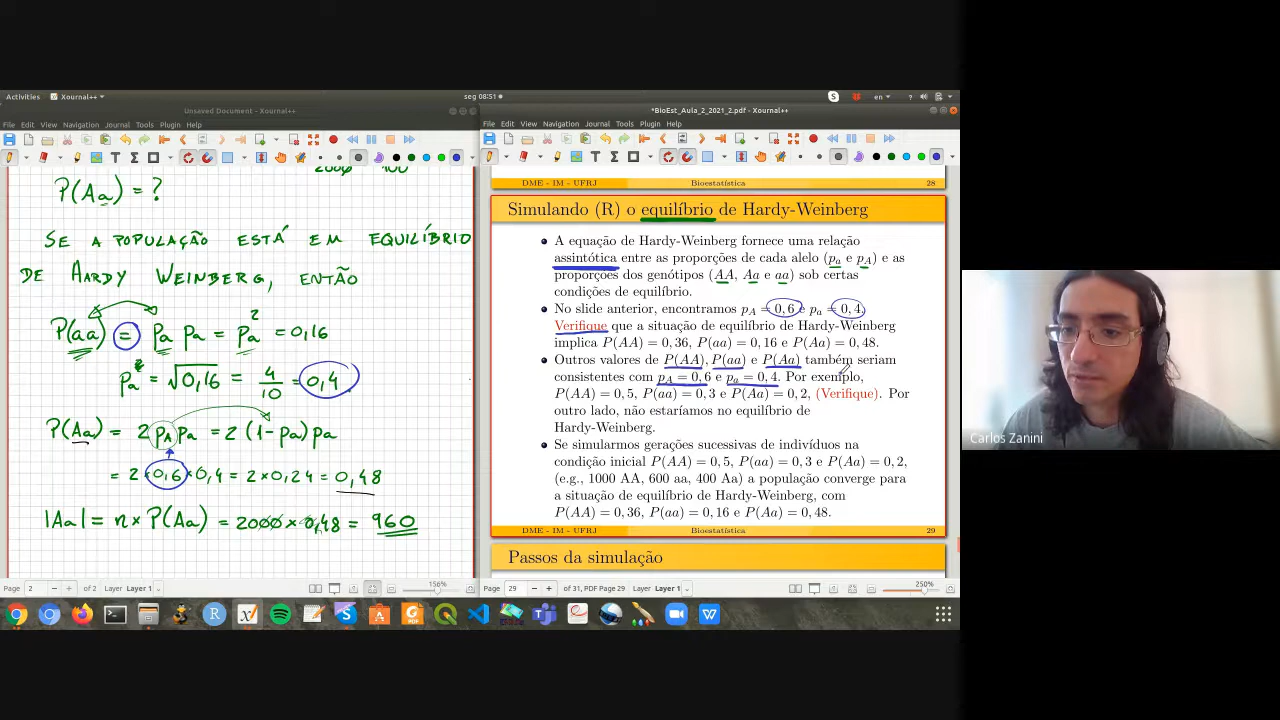 Activities Xournal++ seg 08:51 en
Unsaved Document - Xournal++
File Edit View Navigation Journal Tools Plugin Help
2000 100
P(Aa) = ?
SE A POPULAÇÃO ESTÁ EM EQUILÍBRIO
DE HARDY WEINBERG, ENTÃO
P(aa) = pa pa = pa² = 0,16
pa = √0,16 = 4/10 = 0,4
P(Aa) = 2 pA pa = 2 (1-pa) pa
= 2 × 0,6 × 0,4 = 2 × 0,24 = 0,48
|Aa| = n × P(Aa) = 2000 × 0,48 = 960
Page 2 of 2 Layer Layer 1 156%
*BioEst_Aula_2_2021_2.pdf - Xournal++
File Edit View Navigation Journal Tools Plugin Help
DME - IM - UFRJ Bioestatística 28
Simulando (R) o equilíbrio de Hardy-Weinberg
A equação de Hardy-Weinberg fornece uma relação
assintótica entre as proporções de cada alelo (pa e pA) e as
proporções dos genótipos (AA, Aa e aa) sob certas
condições de equilíbrio.
No slide anterior, encontramos pA = 0,6 e pa = 0,4.
Verifique que a situação de equilíbrio de Hardy-Weinberg
implica P(AA) = 0,36, P(aa) = 0,16 e P(Aa) = 0,48.
Outros valores de P(AA), P(aa) e P(Aa) também seriam
consistentes com pA = 0,6 e pa = 0,4. Por exemplo,
P(AA) = 0,5, P(aa) = 0,3 e P(Aa) = 0,2, (Verifique). Por
outro lado, não estaríamos no equilíbrio de
Hardy-Weinberg.
Se simularmos gerações sucessivas de indivíduos na
condição inicial P(AA) = 0,5, P(aa) = 0,3 e P(Aa) = 0,2,
(e.g., 1000 AA, 600 aa, 400 Aa) a população converge para
a situação de equilíbrio de Hardy-Weinberg, com
P(AA) = 0,36, P(aa) = 0,16 e P(Aa) = 0,48.
DME - IM - UFRJ Bioestatística 29
Passos da simulação
Page 29 of 31, PDF Page 29 Layer Layer 1 250%
Carlos Zanini